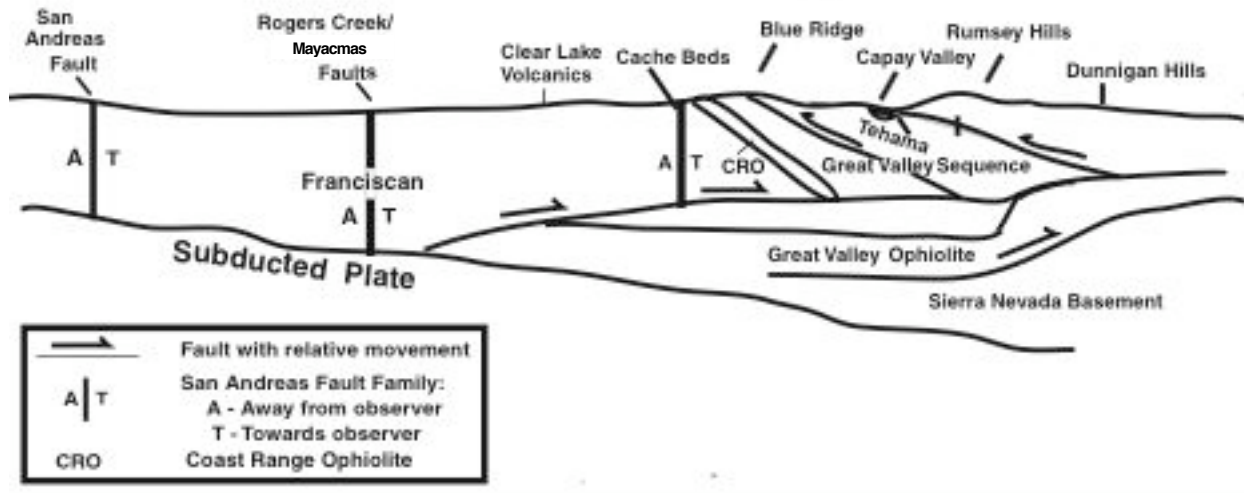 San
Andreas
Fault
Rogers Creek/
Mayacmas
Faults
Clear Lake
Volcanics
Cache Beds
Blue Ridge
Capay Valley
Rumsey Hills
Dunnigan Hills
A T
Franciscan
A T
A T
CRO
Tehama
Great Valley Sequence
Subducted Plate
Great Valley Ophiolite
Sierra Nevada Basement
Fault with relative movement
A T
San Andreas Fault Family:
A - Away from observer
T - Towards observer
CRO
Coast Range Ophiolite